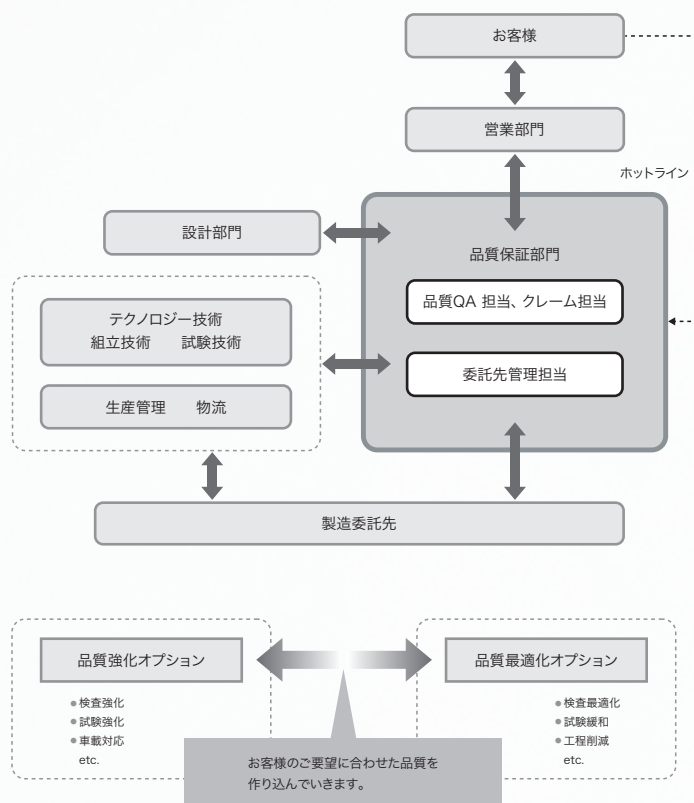 お客様
営業部門
ホットライン
設計部門
品質保証部門
品質QA 担当、クレーム担当
テクノロジー技術
組立技術 試験技術
委託先管理担当
生産管理 物流
製造委託先
品質強化オプション
品質最適化オプション
●検査強化
●試験強化
●車載対応
etc.
●検査最適化
●試験緩和
●工程削減
etc.
お客様のご要望に合わせた品質を
作り込んでいきます。